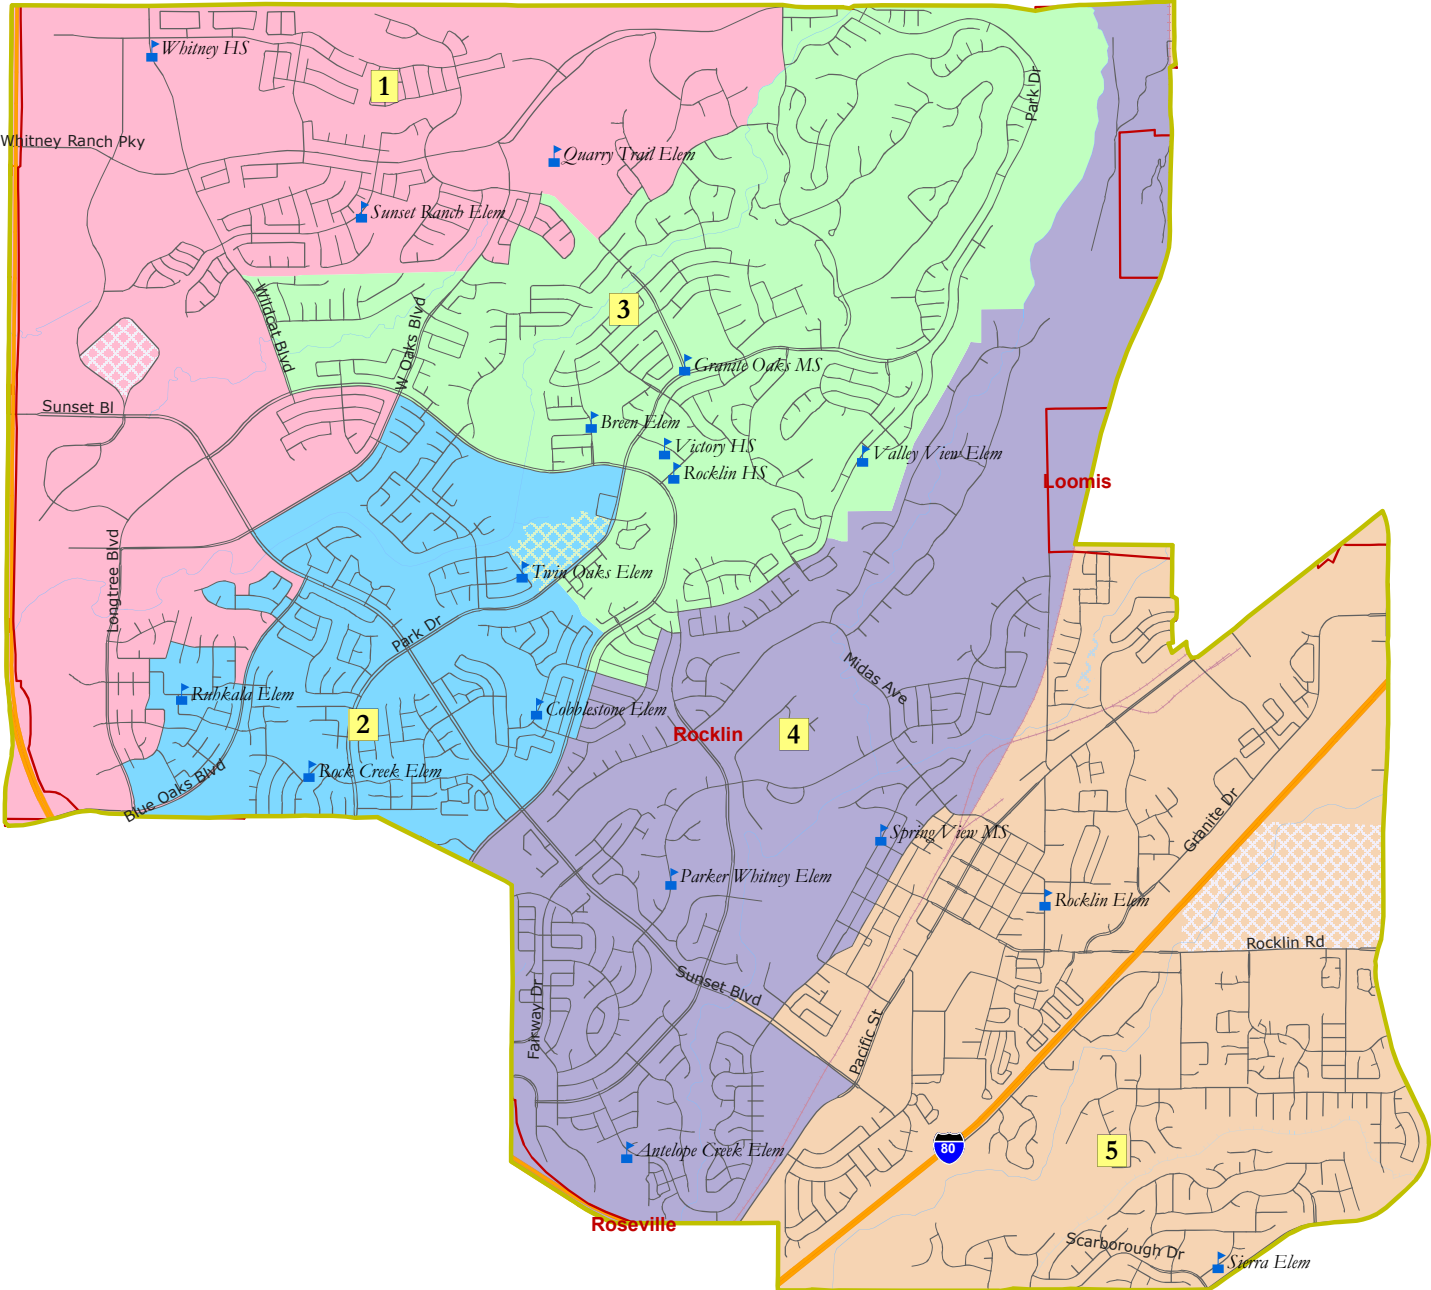 Whitney HS
1
Park Dr
Whitney Ranch Pky
Quarry Trail Elem
Sunset Ranch Elem
Wildcat Blvd
W Oaks Blvd
3
Granite Oaks MS
Sunset Bl
Breen Elem
Victory HS
Rocklin HS
Valley View Elem
Loomis
Longtree Blvd
Twin Oaks Elem
Park Dr
Midas Ave
Ruhkala Elem
Cobblestone Elem
2
Rocklin
4
Rock Creek Elem
Blue Oaks Blvd
Granite Dr
Spring View MS
Parker Whitney Elem
Rocklin Elem
Rocklin Rd
Sunset Blvd
Fairway Dr
Pacific St
80
5
Antelope Creek Elem
Roseville
Scarborough Dr
Sierra Elem